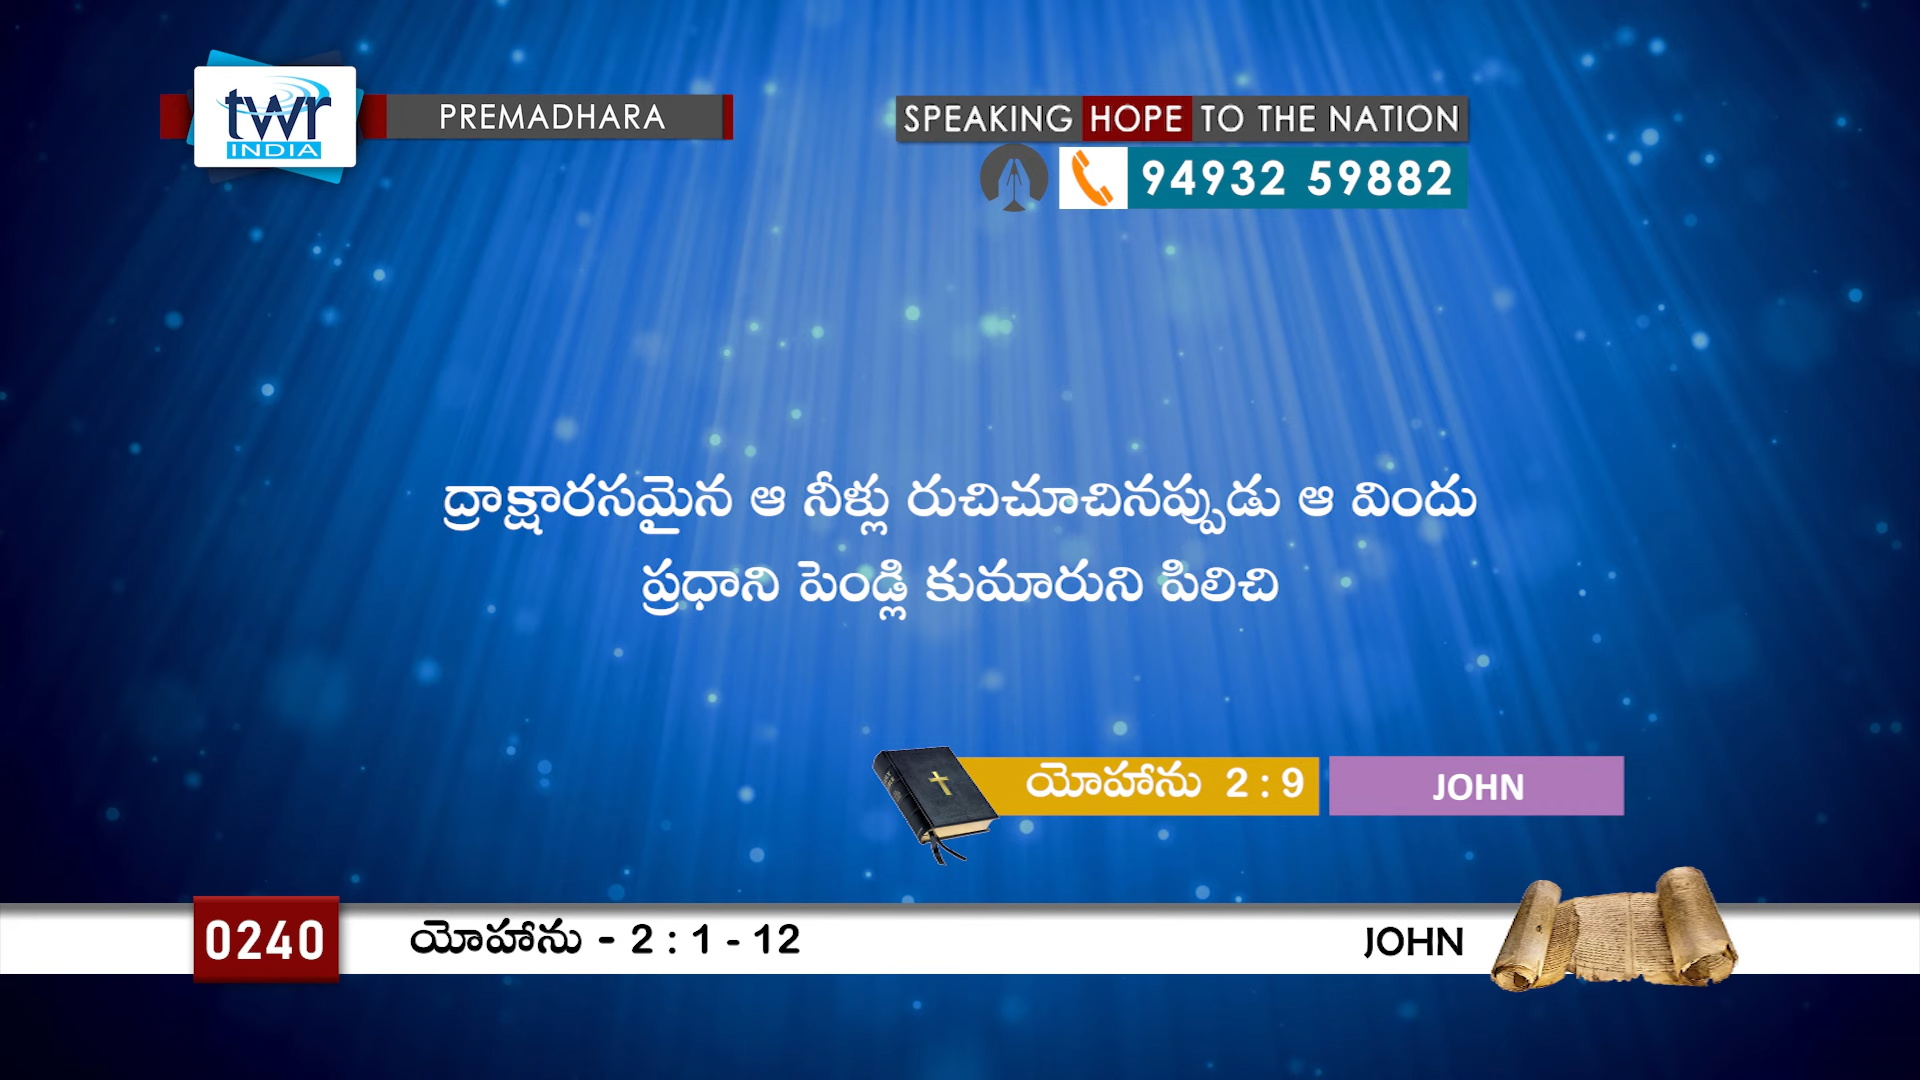 twr
INDIA
PREMADHARA
SPEAKING HOPE TO THE NATION
94932 59882
ద్రాక్షారసమైన ఆ నీళ్లు రుచిచూచినప్పుడు ఆ విందు
ప్రధాని పెండ్లి కుమారుని పిలిచి
యోహాను 2 : 9
JOHN
0240
యోహాను - 2 : 1 - 12
JOHN